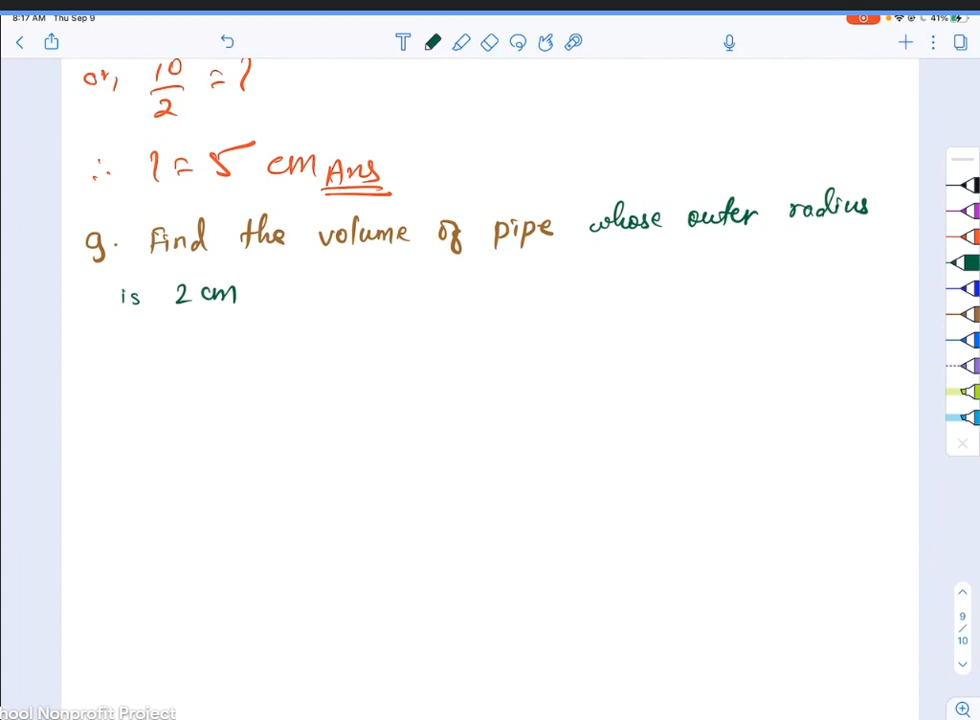 8:17 AM Thu Sep 9
41%
or, 10/2 = l
∴ l = 5 cm Ans
g. Find the volume of pipe whose outer radius
is 2 cm
9
/
10
hool Nonprofit Project